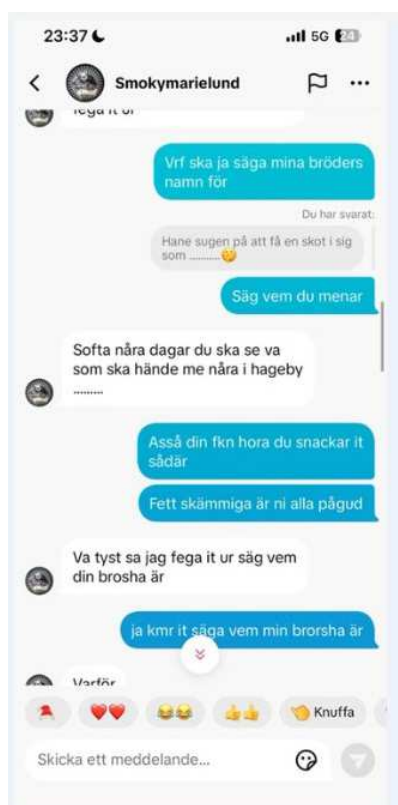 23:37
5G 24
Smokymarielund
fega it ur
Vrf ska ja säga mina bröders
namn för
Du har svarat:
Hane sugen på att få en skot i sig
som ..........
Säg vem du menar
Softa nåra dagar du ska se va
som ska hände me nåra i hageby
.........
Asså din fkn hora du snackar it
sådär
Fett skämmiga är ni alla pågud
Va tyst sa jag fega it ur säg vem
din brosha är
ja kmr it säga vem min brorsha är
Varför
Knuffa
Skicka ett meddelande...